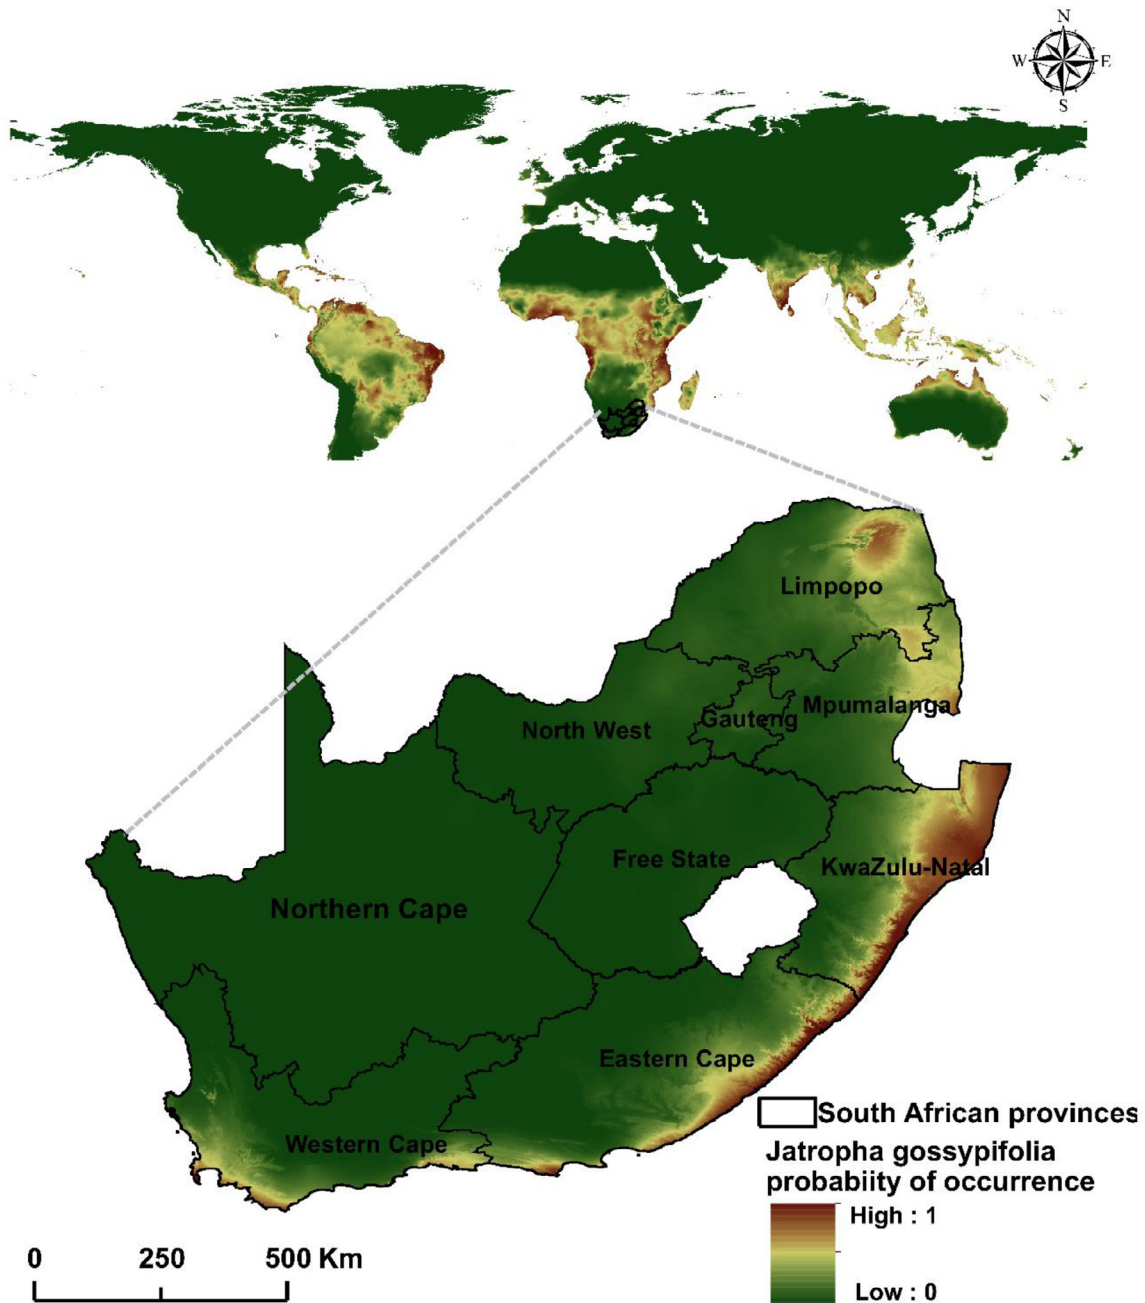 N
W E
S
Limpopo
Mpumalanga
Gauteng
North West
Free State
KwaZulu-Natal
Northern Cape
Eastern Cape
Western Cape
South African provinces
Jatropha gossypifolia
probabiity of occurrence
High : 1
Low : 0
0 250 500 Km